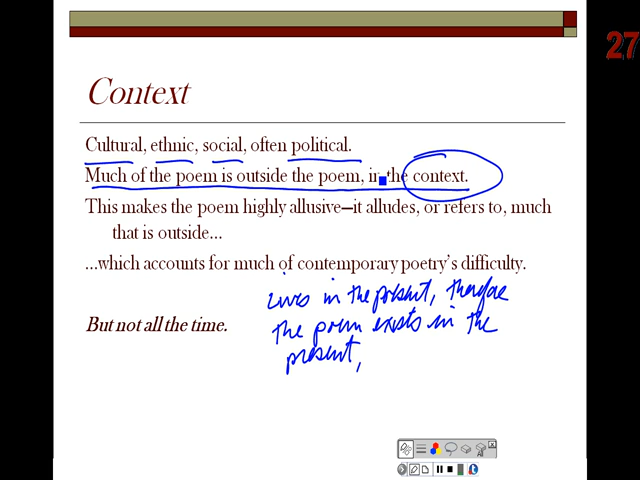 27
Context
Cultural, ethnic, social, often political.
Much of the poem is outside the poem, in the context.
This makes the poem highly allusive—it alludes, or refers to, much
that is outside…
…which accounts for much of contemporary poetry's difficulty.
lives in the present, therefore
But not all the time.
the poem exists in the
present,